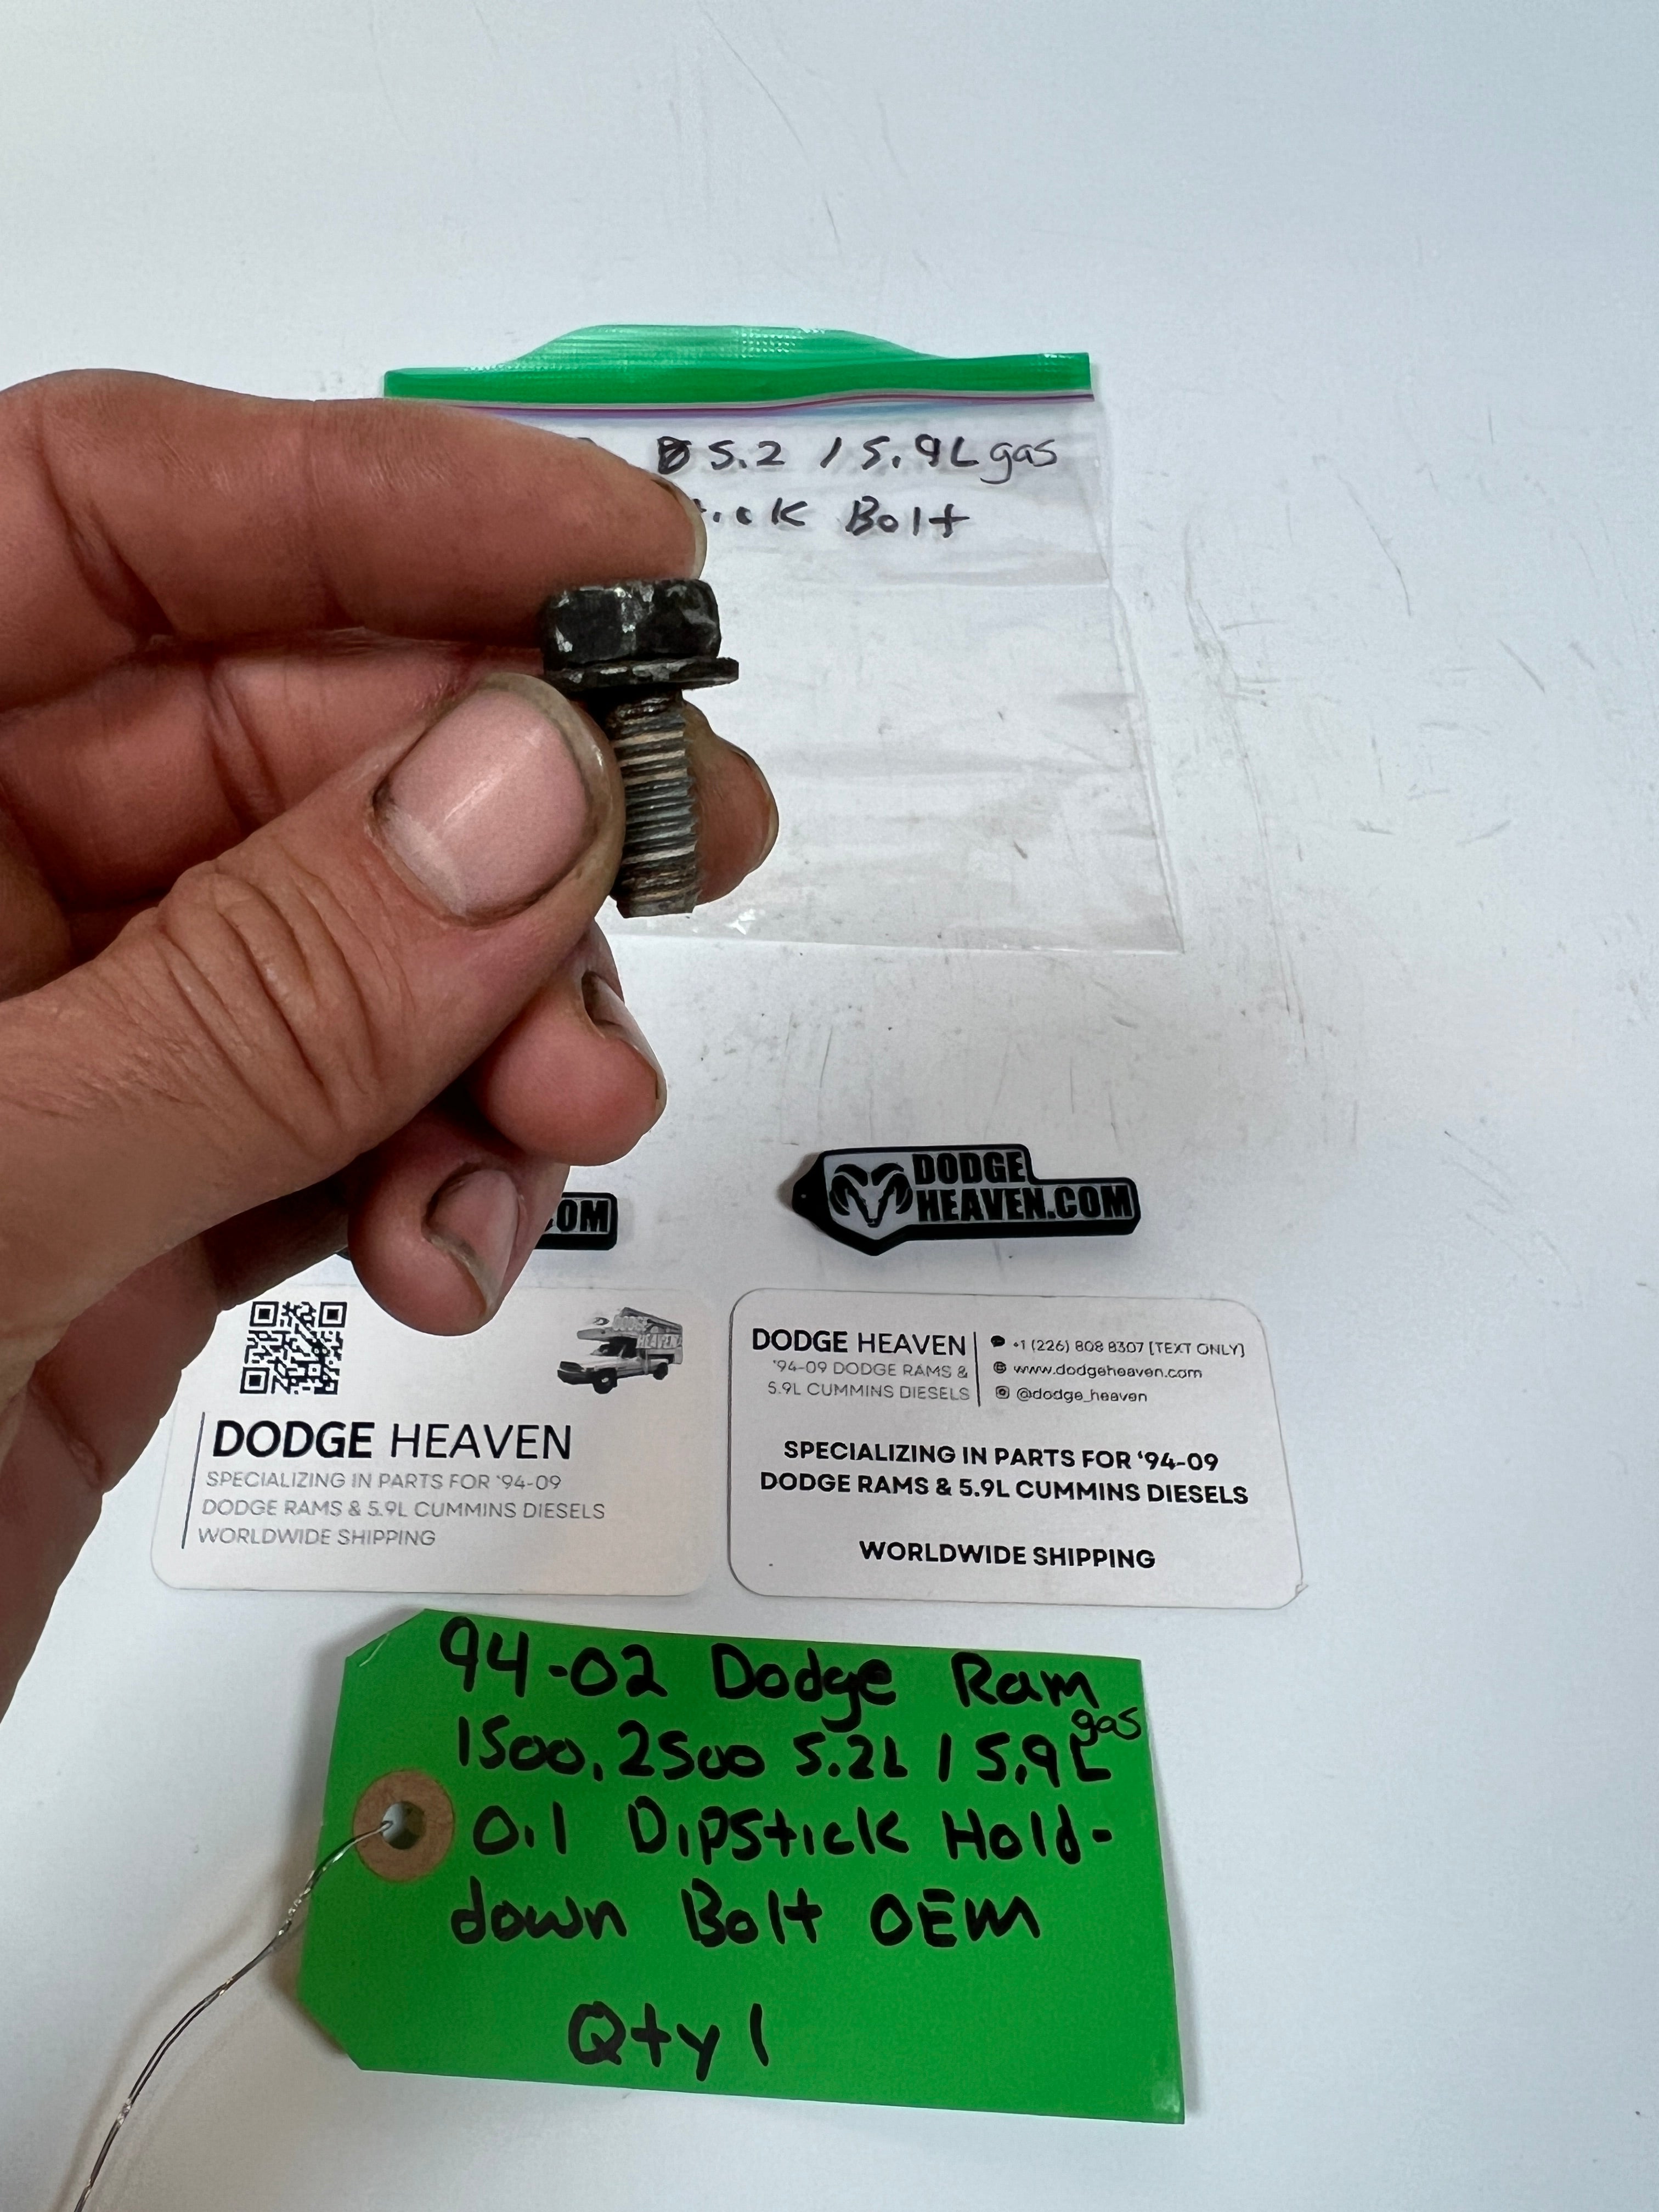 5.2 / 5.9L gas
Bolt
OM
DODGE
HEAVEN.COM
DODGE
HEAVEN
DODGE HEAVEN
SPECIALIZING IN PARTS FOR '94-09
DODGE RAMS & 5.9L CUMMINS DIESELS
WORLDWIDE SHIPPING
DODGE HEAVEN
'94-09 DODGE RAMS &
5.9L CUMMINS DIESELS
+1 (226) 808 8307 [TEXT ONLY]
www.dodgeheaven.com
@dodge_heaven
SPECIALIZING IN PARTS FOR '94-09
DODGE RAMS & 5.9L CUMMINS DIESELS
WORLDWIDE SHIPPING
94-02 Dodge Ram
1500, 2500 5.2L / 5.9L gas
Oil Dipstick Hold-
down Bolt OEM
Qty 1